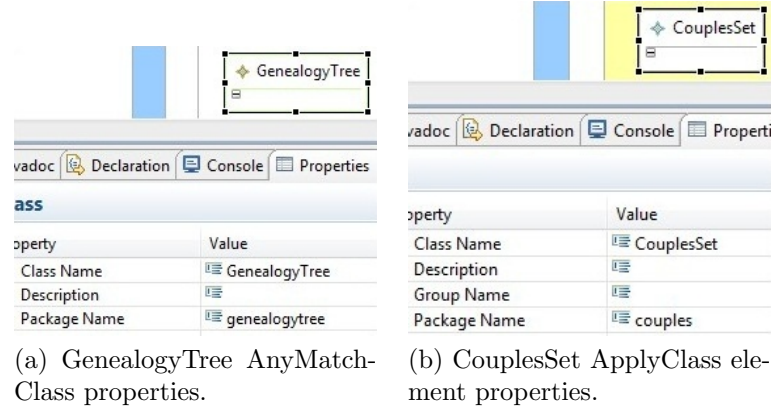 GenealogyTree
vadoc Declaration Console Properties
ass
operty Value
Class Name GenealogyTree
Description
Package Name genealogytree
(a) GenealogyTree AnyMatch-
Class properties.
CouplesSet
vadoc Declaration Console Properti
operty Value
Class Name CouplesSet
Description
Group Name
Package Name couples
(b) CouplesSet ApplyClass ele-
ment properties.